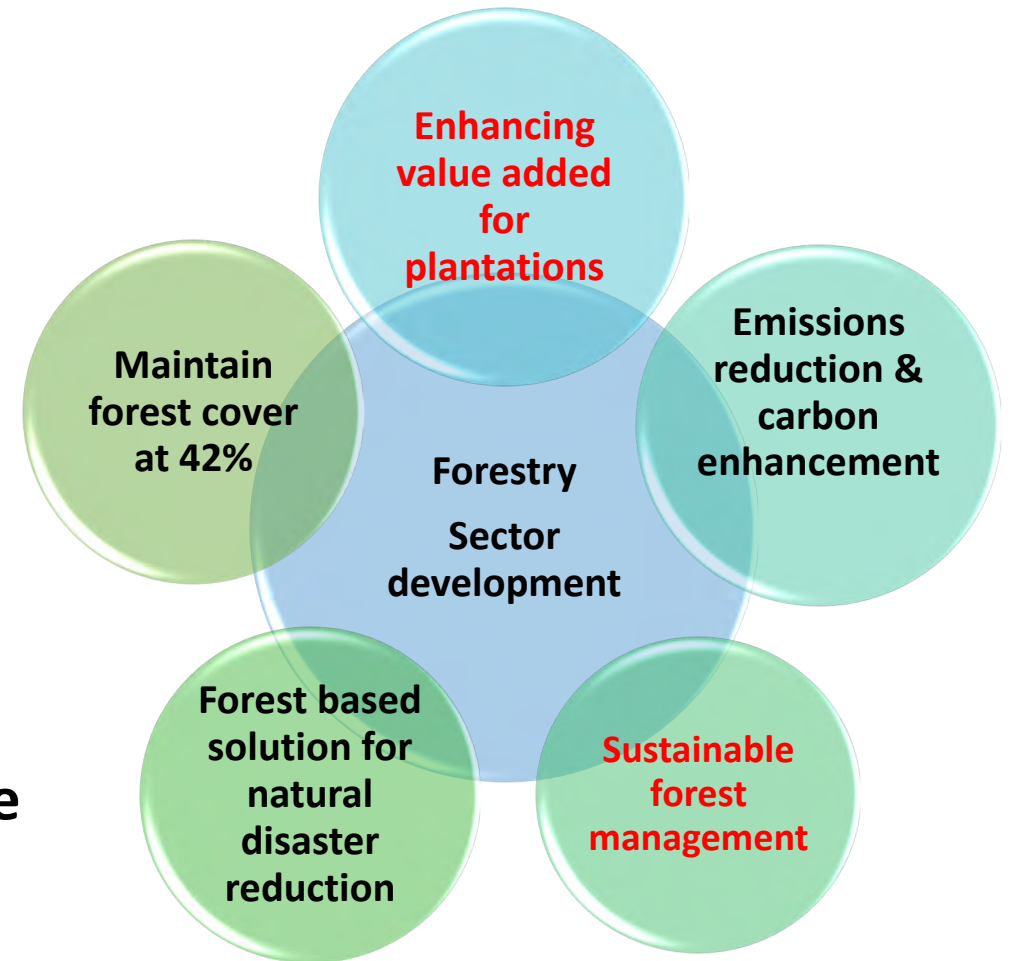 Enhancing
value added
for
plantations
Emissions
reduction &
carbon
enhancement
Maintain
forest cover
at 42%
Forestry
Sector
development
Forest based
solution for
natural
disaster
reduction
Sustainable
forest
management
e